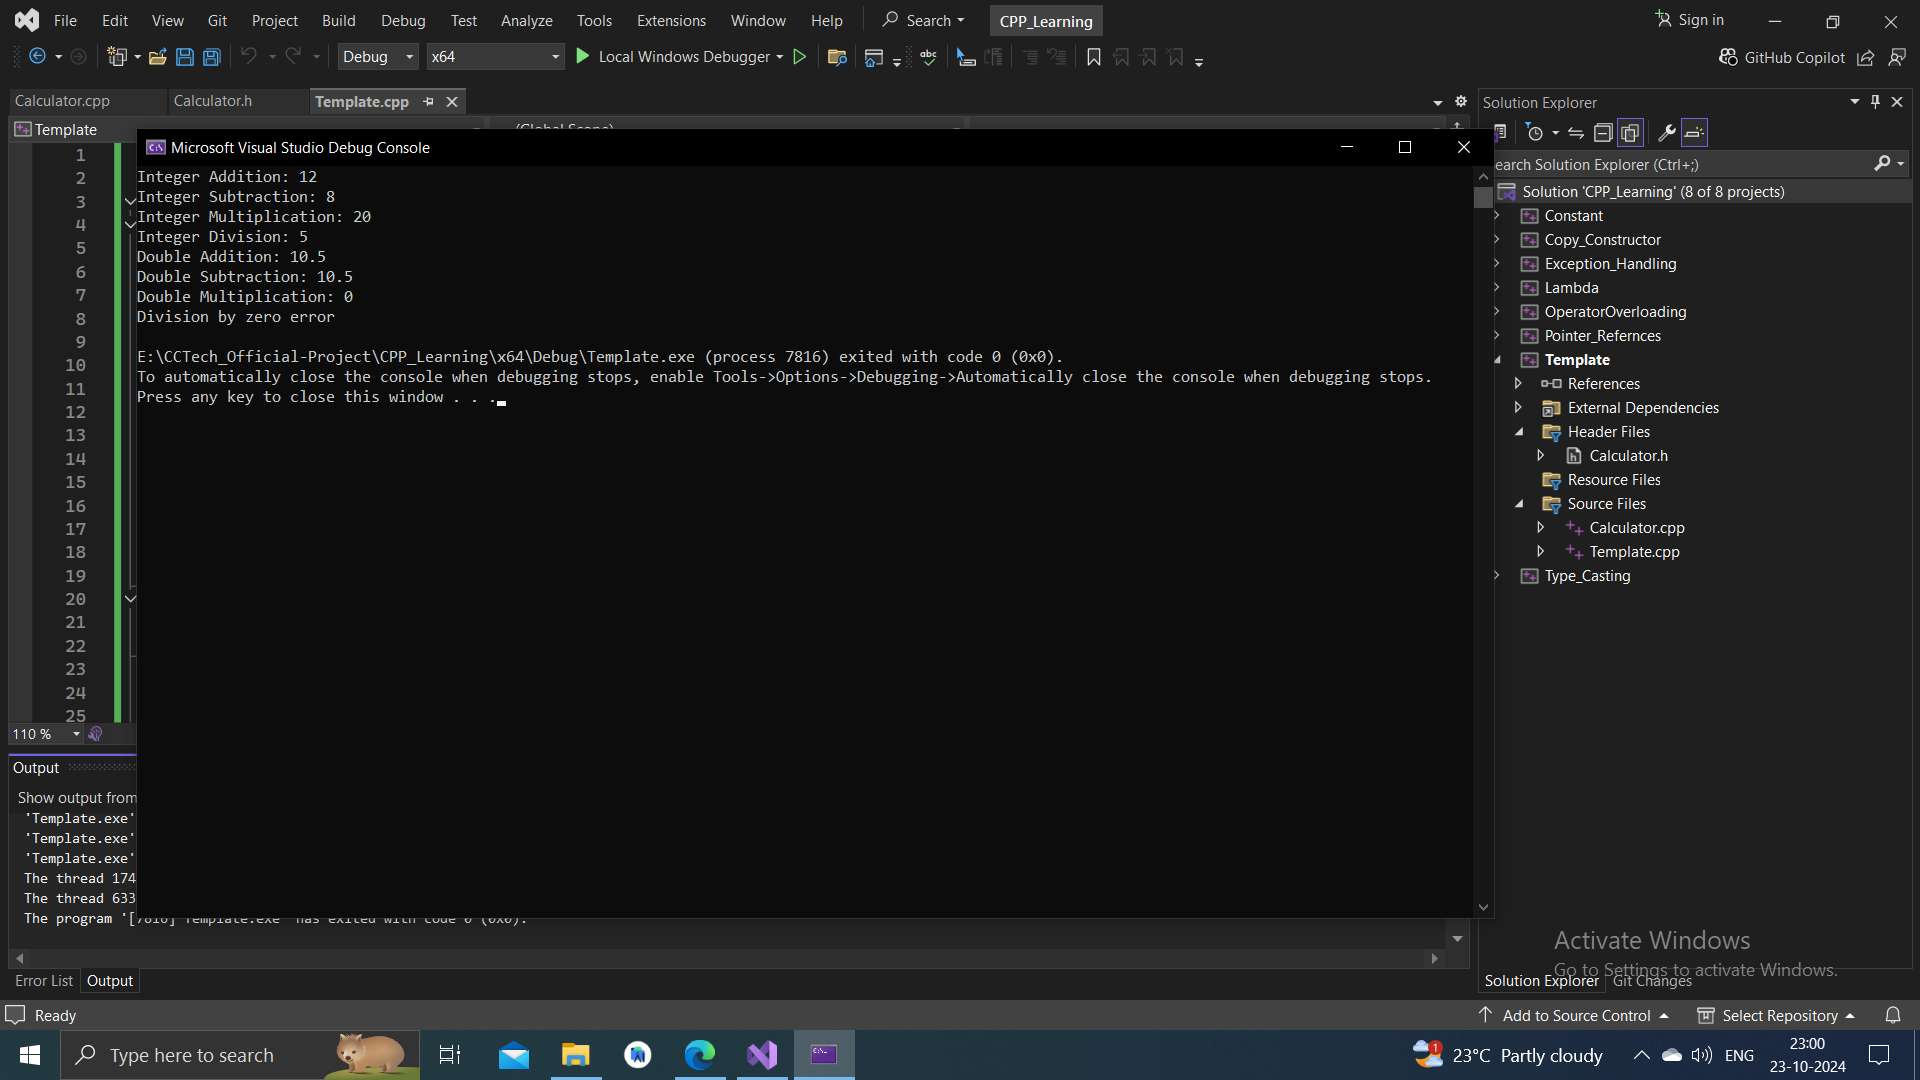 File Edit View Git Project Build Debug Test Analyze Tools Extensions Window Help Search CPP_Learning Sign in
Debug x64 Local Windows Debugger GitHub Copilot
Calculator.cpp Calculator.h Template.cpp
Template (Global Scope)
Microsoft Visual Studio Debug Console
Integer Addition: 12
Integer Subtraction: 8
Integer Multiplication: 20
Integer Division: 5
Double Addition: 10.5
Double Subtraction: 10.5
Double Multiplication: 0
Division by zero error
E:\CCTech_Official-Project\CPP_Learning\x64\Debug\Template.exe (process 7816) exited with code 0 (0x0).
To automatically close the console when debugging stops, enable Tools->Options->Debugging->Automatically close the console when debugging stops.
Press any key to close this window . . .
1
2
3
4
5
6
7
8
9
10
11
12
13
14
15
16
17
18
19
20
21
22
23
24
25
110 %
Output
Show output from
'Template.exe'
'Template.exe'
'Template.exe'
The thread 174
The thread 633
The program '[7816] Template.exe' has exited with code 0 (0x0).
Error List Output
Solution Explorer
earch Solution Explorer (Ctrl+;)
Solution 'CPP_Learning' (8 of 8 projects)
Constant
Copy_Constructor
Exception_Handling
Lambda
OperatorOverloading
Pointer_Refernces
Template
References
External Dependencies
Header Files
Calculator.h
Resource Files
Source Files
Calculator.cpp
Template.cpp
Type_Casting
Activate Windows
Go to Settings to activate Windows.
Solution Explorer Git Changes
Ready Add to Source Control Select Repository
Type here to search 1 23°C Partly cloudy ENG 23:00
23-10-2024